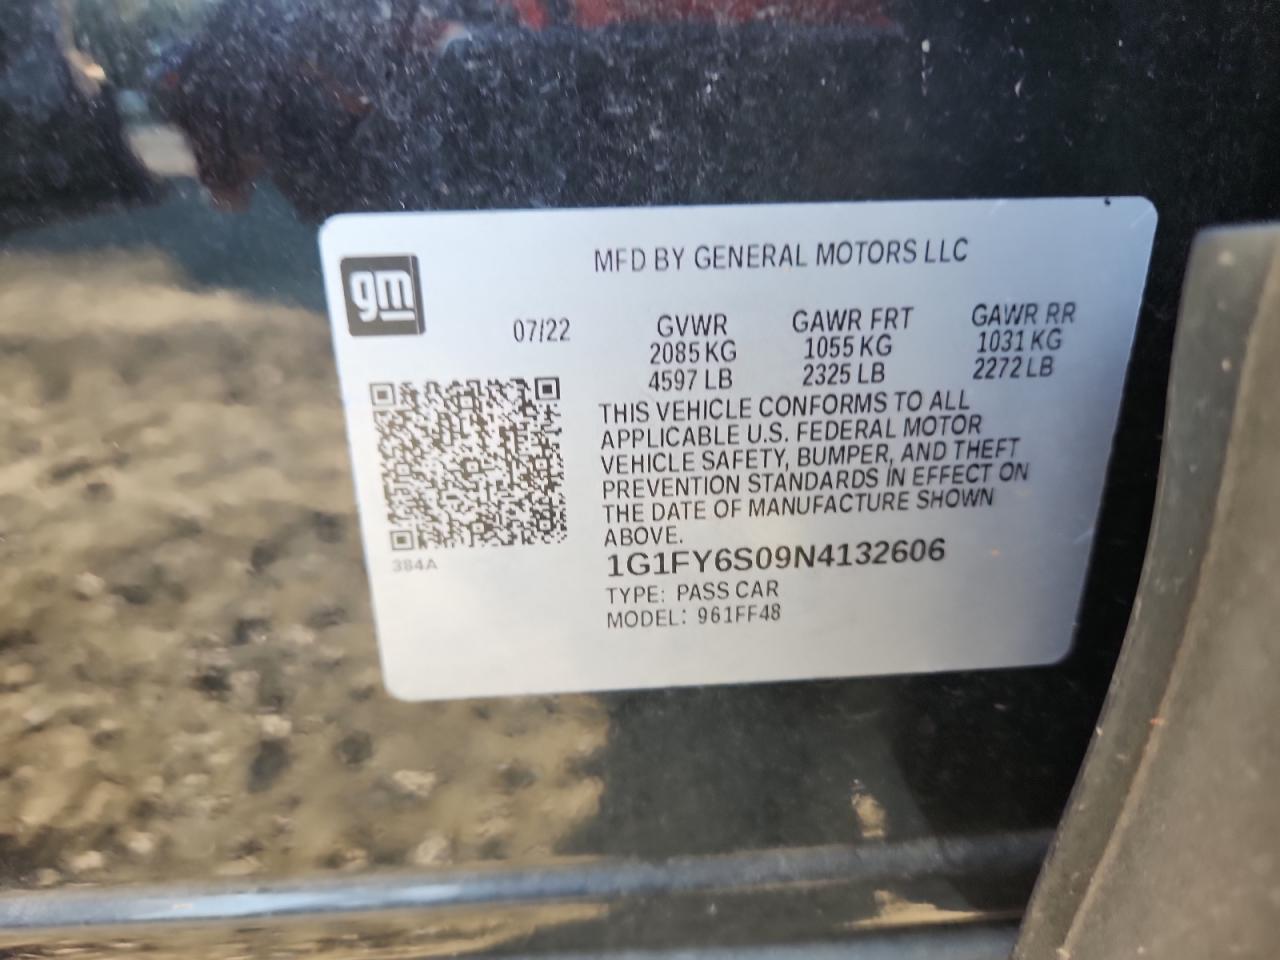 gm
MFD BY GENERAL MOTORS LLC
07/22
GVWR GAWR FRT GAWR RR
2085 KG 1055 KG 1031 KG
4597 LB 2325 LB 2272 LB
THIS VEHICLE CONFORMS TO ALL
APPLICABLE U.S. FEDERAL MOTOR
VEHICLE SAFETY, BUMPER, AND THEFT
PREVENTION STANDARDS IN EFFECT ON
THE DATE OF MANUFACTURE SHOWN
ABOVE.
384A
1G1FY6S09N4132606
TYPE: PASS CAR
MODEL: 961FF48